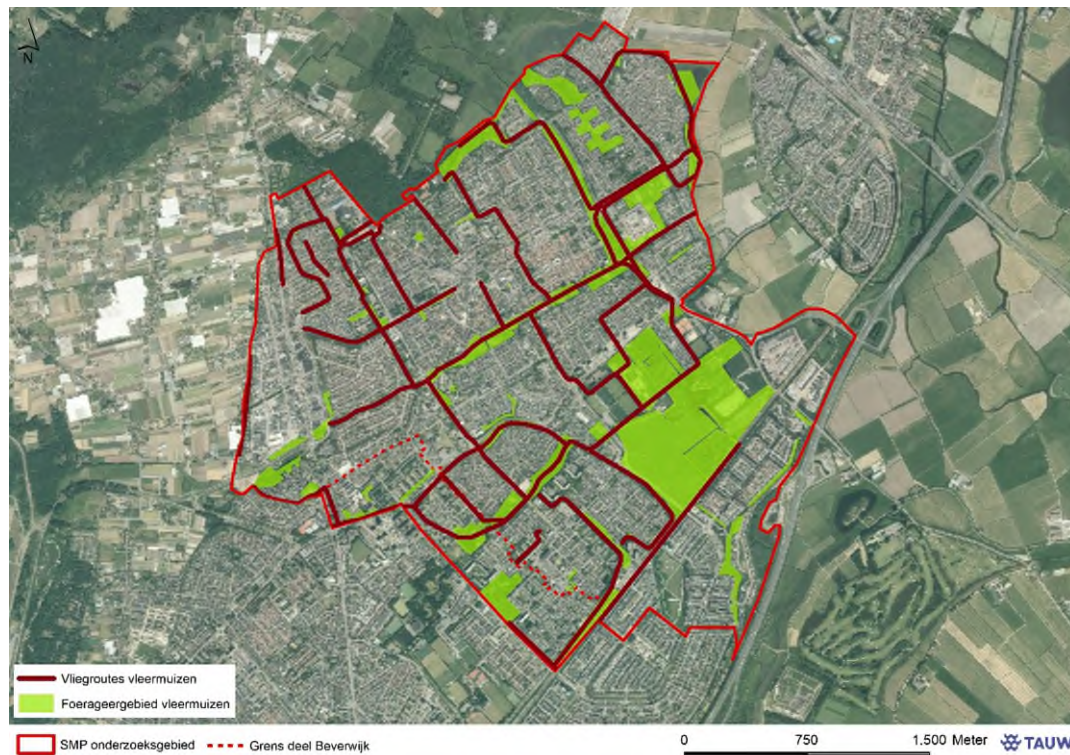 N
Vliegroutes vleermuizen
Foerageergebied vleermuizen
SMP onderzoeksgebied
Grens deel Beverwijk
0 750 1.500 Meter
TAUW